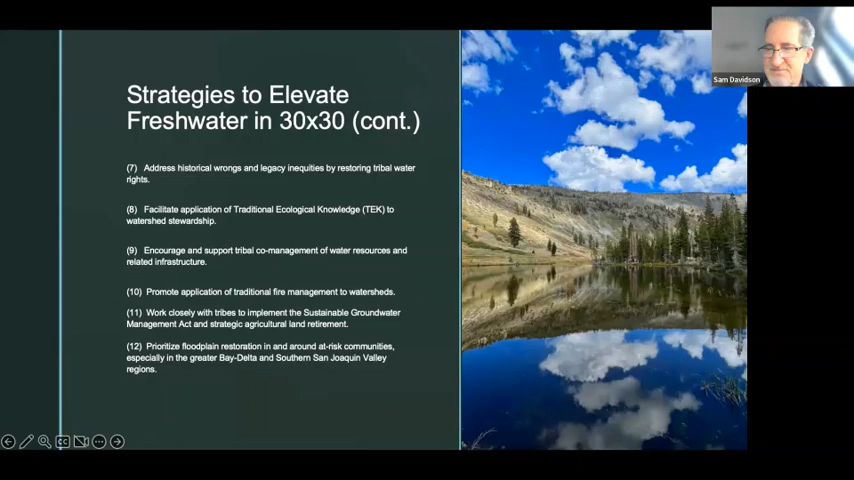 Strategies to Elevate
Freshwater in 30x30 (cont.)
(7) Address historical wrongs and legacy inequities by restoring tribal water
rights.
(8) Facilitate application of Traditional Ecological Knowledge (TEK) to
watershed stewardship.
(9) Encourage and support tribal co-management of water resources and
related infrastructure.
(10) Promote application of traditional fire management to watersheds.
(11) Work closely with tribes to implement the Sustainable Groundwater
Management Act and strategic agricultural land retirement.
(12) Prioritize floodplain restoration in and around at-risk communities,
especially in the greater Bay-Delta and Southern San Joaquin Valley
regions.
Sam Davidson
CC